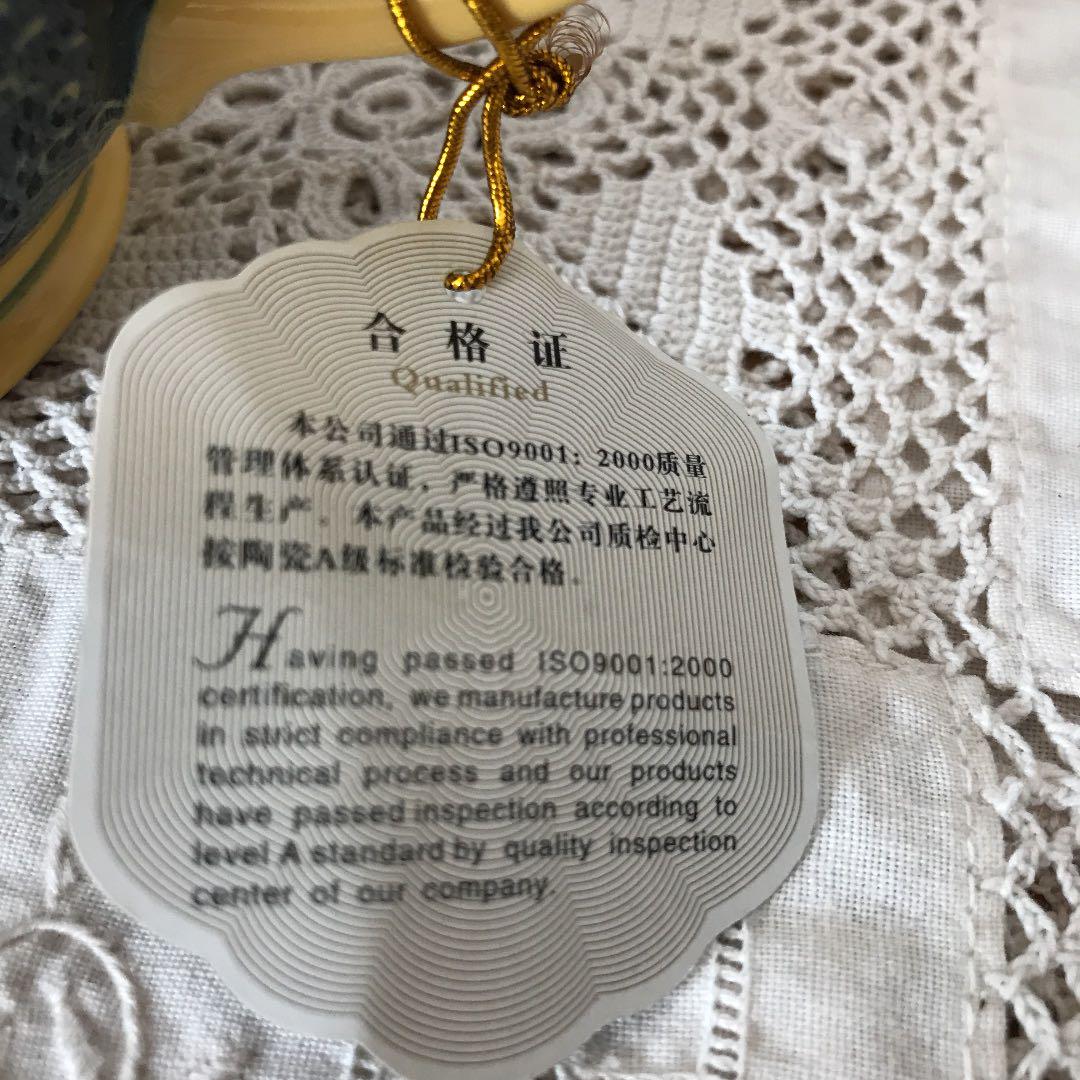 合格证
Qualified
本公司通过ISO9001：2000质量
管理体系认证，严格遵照专业工艺流
程生产。本产品经过我公司质检中心
按陶瓷A级标准检验合格。
Having passed ISO9001:2000
certification, we manufacture products
in strict compliance with professional
technical process and our products
have passed inspection according to
level A standard by quality inspection
center of our company.